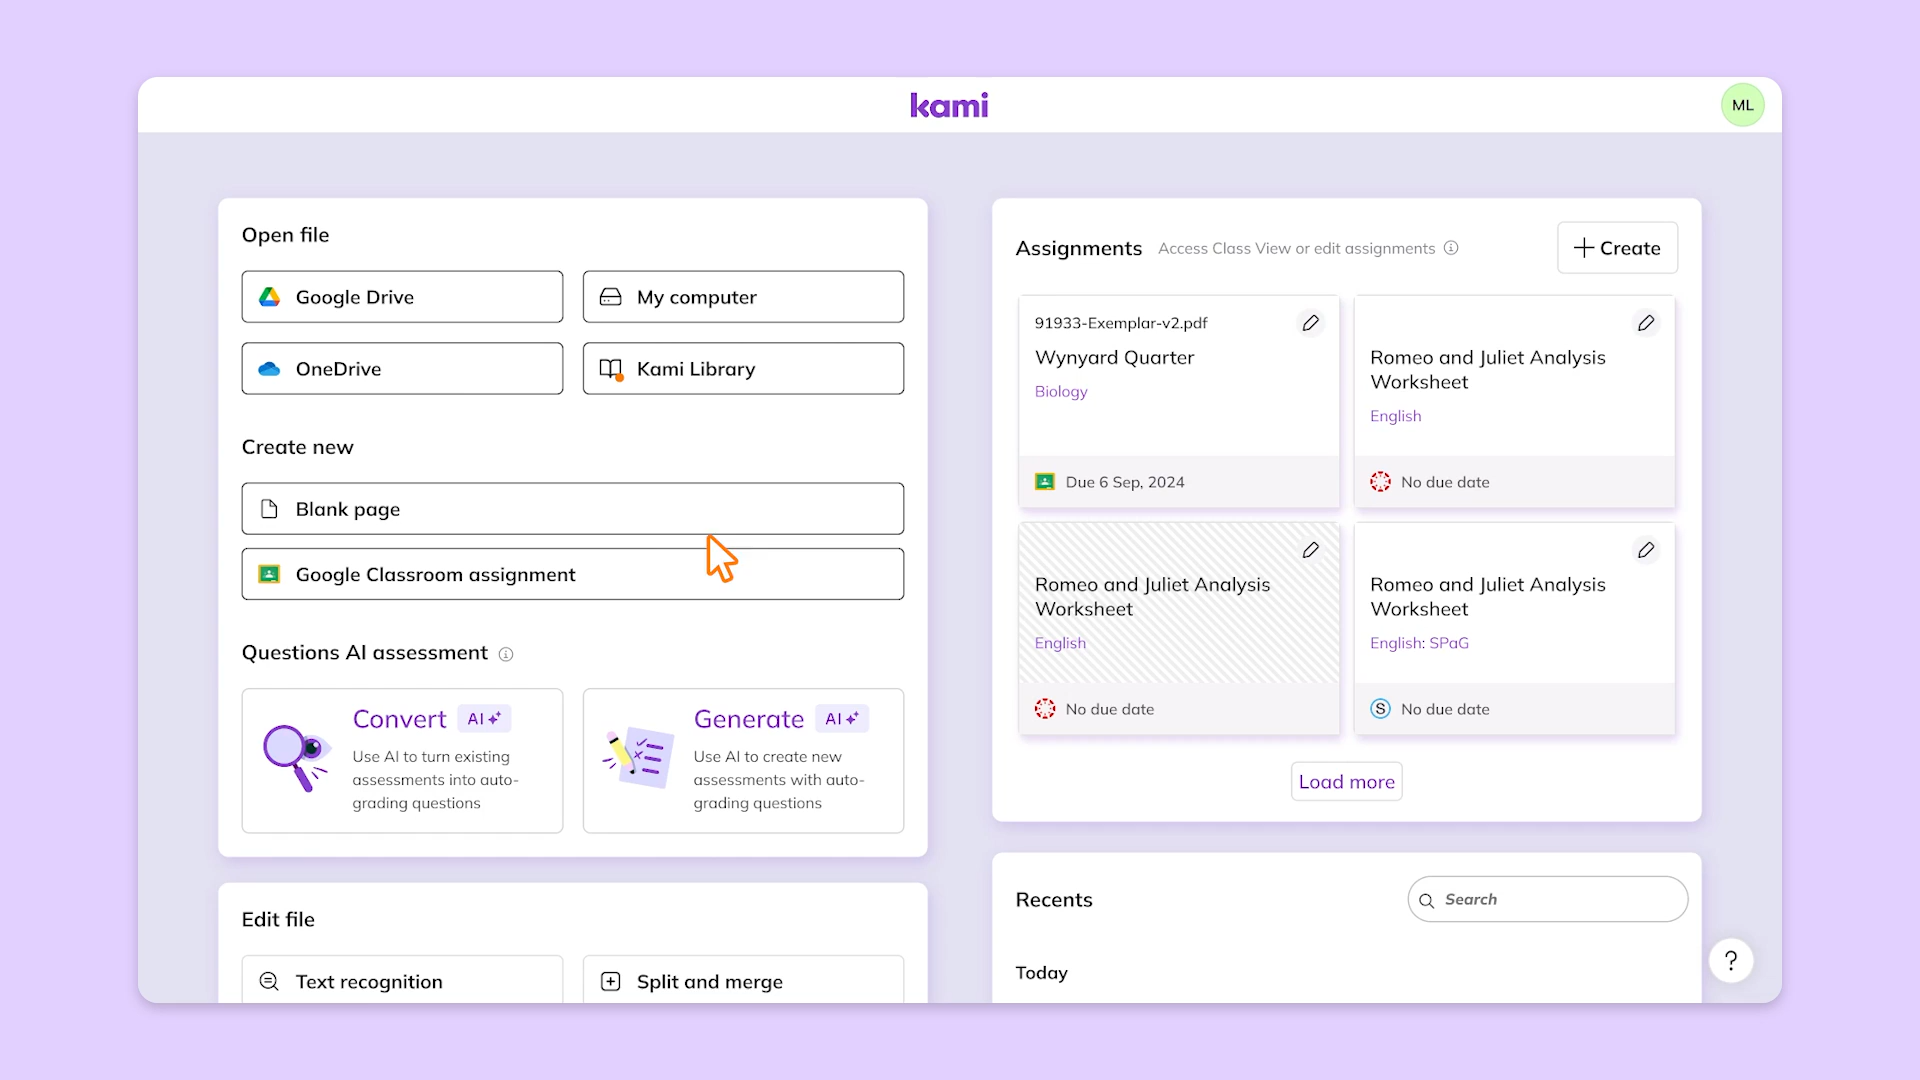 kami
ML
Open file
Google Drive
My computer
OneDrive
Kami Library
Create new
Blank page
Google Classroom assignment
Questions AI assessment
Convert AI
Use AI to turn existing
assessments into auto-
grading questions
Generate AI
Use AI to create new
assessments with auto-
grading questions
Edit file
Text recognition
Split and merge
Assignments Access Class View or edit assignments
Create
91933-Exemplar-v2.pdf
Wynyard Quarter
Biology
Due 6 Sep, 2024
Romeo and Juliet Analysis
Worksheet
English
No due date
Romeo and Juliet Analysis
Worksheet
English
No due date
Romeo and Juliet Analysis
Worksheet
English: SPaG
S No due date
Load more
Recents
Search
Today
?